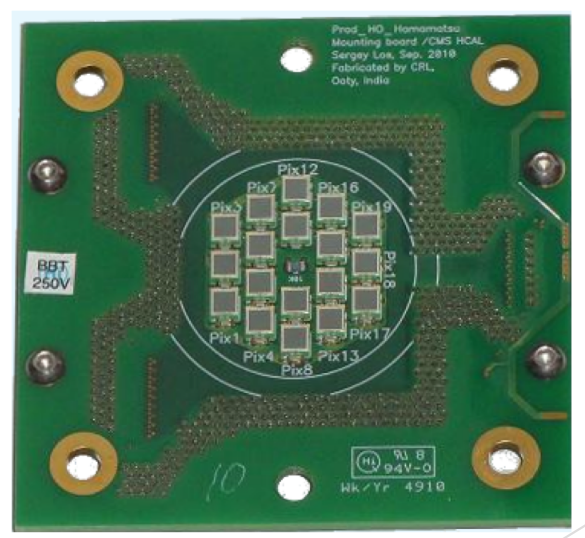 Prod_HO_Hamamatsu
Mounting board /CMS HCAL
Sergey Los, Sep. 2010
Fabricated by CRL,
Ooty, India
Pix12
Pix7
Pix16
Pix3
Pix19
Pix18
BBT
250V
Pix1
Pix17
Pix4
Pix13
Pix8
10
Hi
94V-0
Wk/Yr 4910